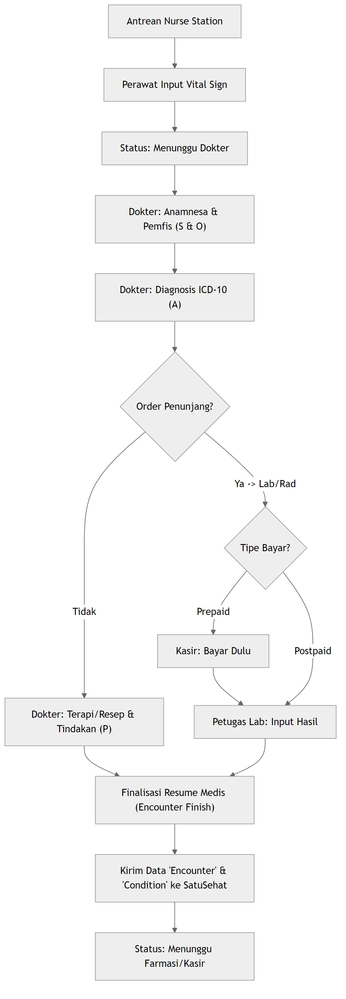 Antrean Nurse Station
Perawat Input Vital Sign
Status: Menunggu Dokter
Dokter: Anamnesa &
Pemfis (S & O)
Dokter: Diagnosis ICD-10
(A)
Order Penunjang?
Ya -> Lab/Rad
Tipe Bayar?
Tidak
Prepaid
Kasir: Bayar Dulu
Postpaid
Dokter: Terapi/Resep &
Tindakan (P)
Petugas Lab: Input Hasil
Finalisasi Resume Medis
(Encounter Finish)
Kirim Data 'Encounter' &
'Condition' ke SatuSehat
Status: Menunggu
Farmasi/Kasir